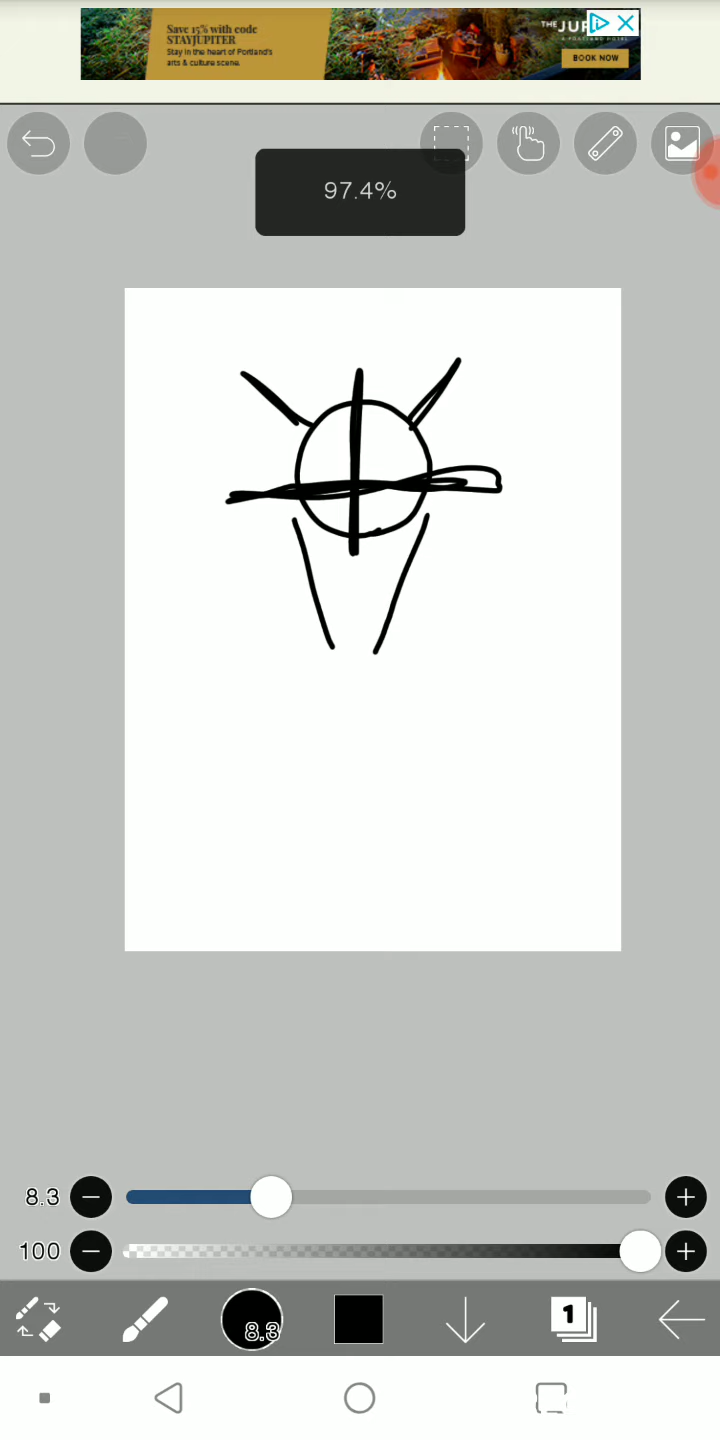 Save 15% with code
STAYJUPITER
Stay in the heart of Portland's
arts & culture scene.
THE
BOOK NOW
97.4%
8.3
100
8.3
1